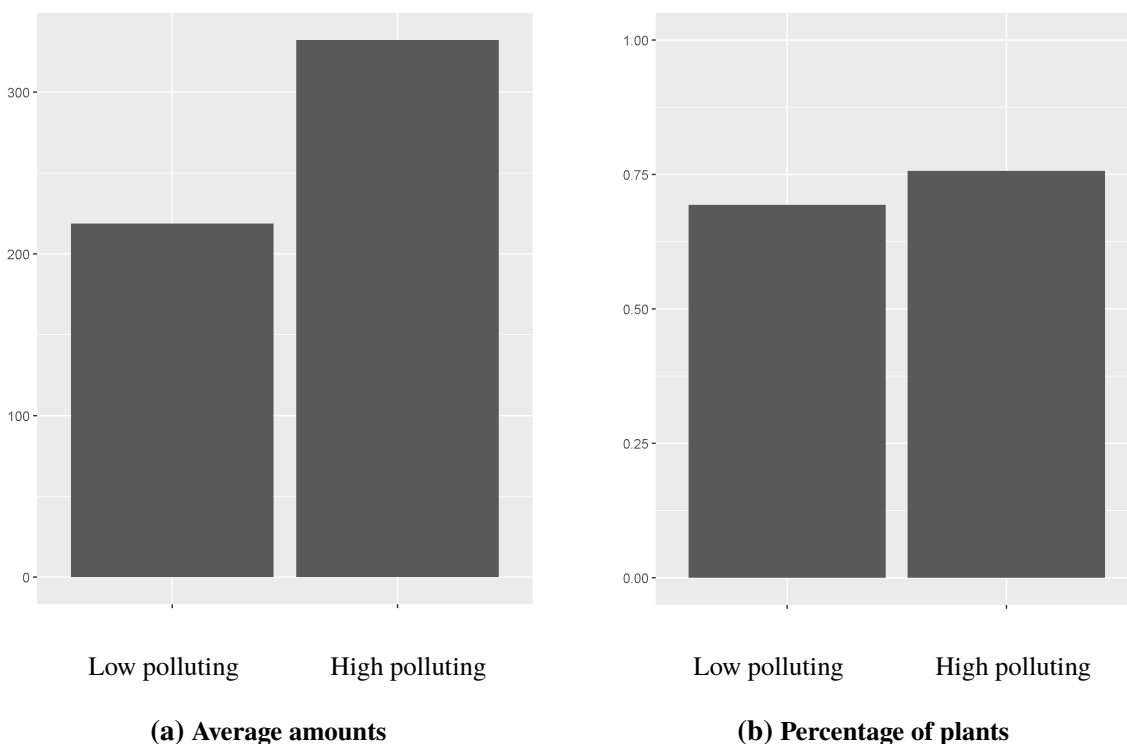 300
200
100
0
Low polluting
High polluting
(a) Average amounts
1.00
0.75
0.50
0.25
0.00
Low polluting
High polluting
(b) Percentage of plants